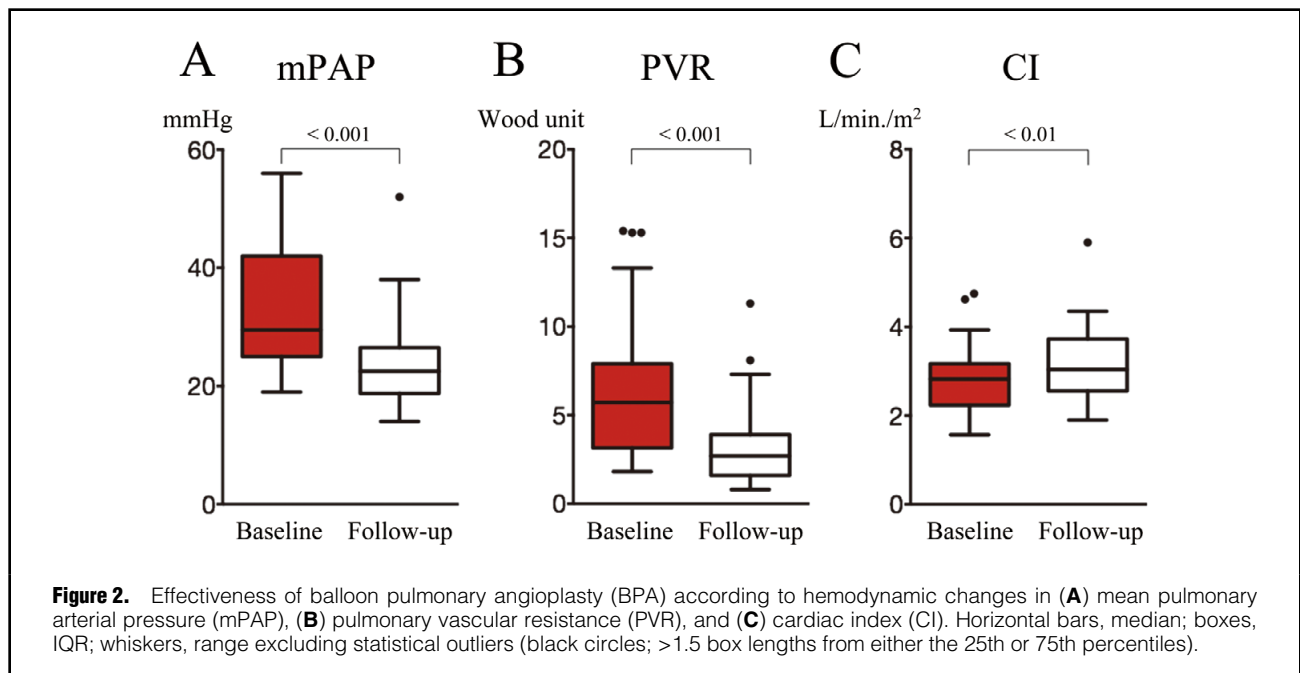 A mPAP
mmHg
< 0.001
60
40
20
0
Baseline Follow-up
B PVR
Wood unit
< 0.001
20
15
10
5
0
Baseline Follow-up
C CI
L/min./m²
< 0.01
8
6
4
2
0
Baseline Follow-up
Figure 2. Effectiveness of balloon pulmonary angioplasty (BPA) according to hemodynamic changes in (A) mean pulmonary
arterial pressure (mPAP), (B) pulmonary vascular resistance (PVR), and (C) cardiac index (CI). Horizontal bars, median; boxes,
IQR; whiskers, range excluding statistical outliers (black circles; >1.5 box lengths from either the 25th or 75th percentiles).